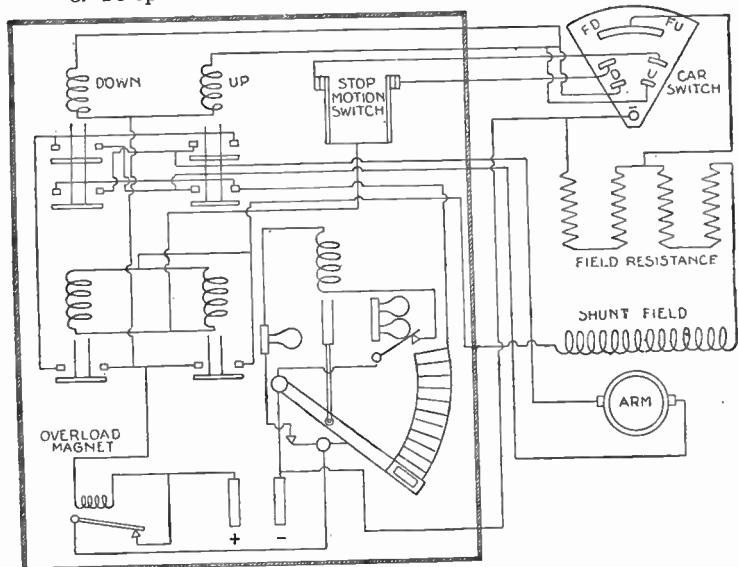 FD FU
DOWN UP
STOP
MOTION
SWITCH
D U
CAR
SWITCH
FIELD RESISTANCE
SHUNT FIELD
ARM
OVERLOAD
MAGNET
+ -